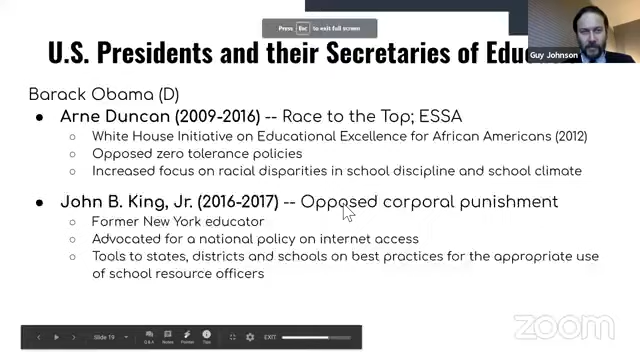 Press Esc to exit full screen
Guy Johnson
U.S. Presidents and their Secretaries of Edu
Barack Obama (D)
● Arne Duncan (2009-2016) -- Race to the Top; ESSA
○ White House Initiative on Educational Excellence for African Americans (2012)
○ Opposed zero tolerance policies
○ Increased focus on racial disparities in school discipline and school climate
● John B. King, Jr. (2016-2017) -- Opposed corporal punishment
○ Former New York educator
○ Advocated for a national policy on internet access
○ Tools to states, districts and schools on best practices for the appropriate use
of school resource officers
zoom
Slide 19 Q&A Notes Pointer Tips EXIT